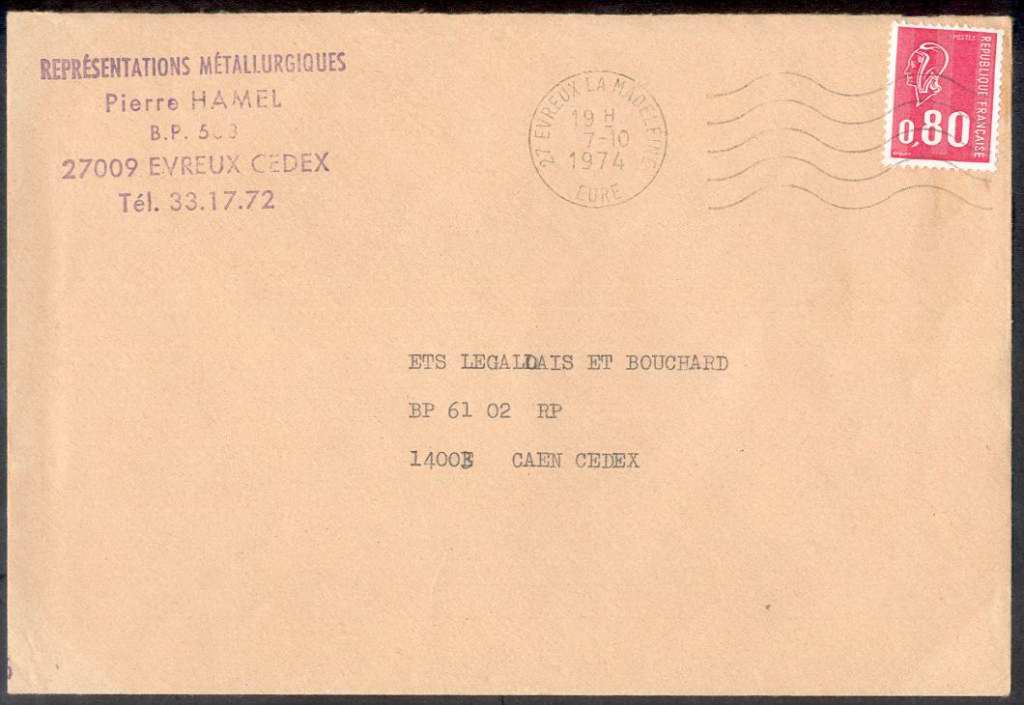 REPRÉSENTATIONS MÉTALLURGIQUES
Pierre HAMEL
B.P.
27009 EVREUX CEDEX
Tél. 33.17.72
27 EVREUX LA MADELEINE
19 H
7-10
1974
EURE
POSTES
REPUBLIQUE FRANÇAISE
0,80
ETS LEGALLAIS ET BOUCHARD
BP 61 02 RP
CAEN CEDEX